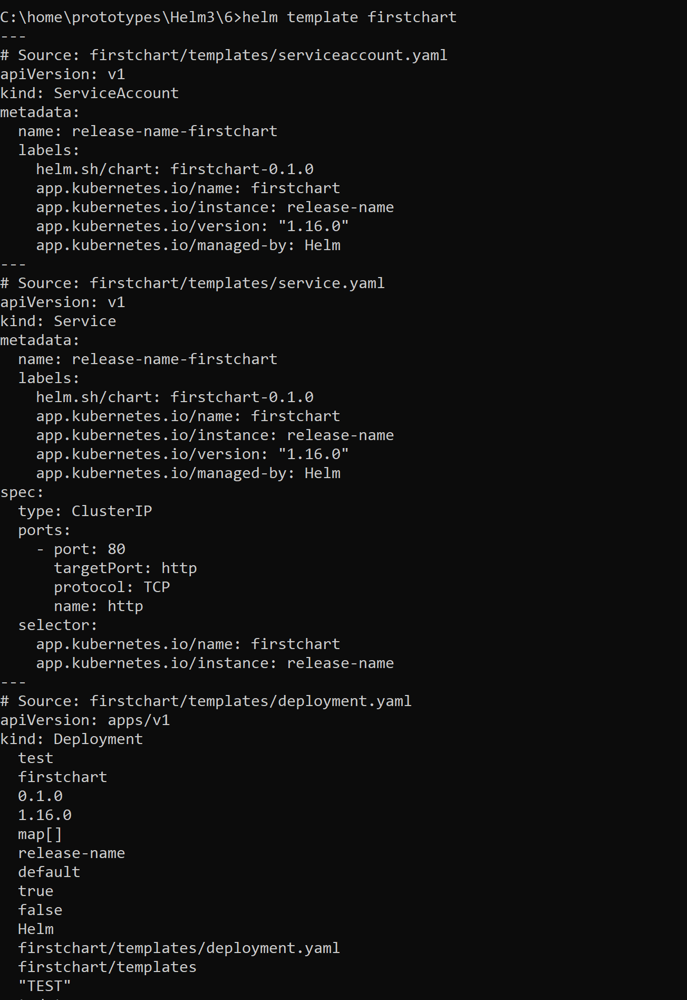 C:\home\prototypes\Helm3\6>helm template firstchart
---
# Source: firstchart/templates/serviceaccount.yaml
apiVersion: v1
kind: ServiceAccount
metadata:
  name: release-name-firstchart
  labels:
    helm.sh/chart: firstchart-0.1.0
    app.kubernetes.io/name: firstchart
    app.kubernetes.io/instance: release-name
    app.kubernetes.io/version: "1.16.0"
    app.kubernetes.io/managed-by: Helm
---
# Source: firstchart/templates/service.yaml
apiVersion: v1
kind: Service
metadata:
  name: release-name-firstchart
  labels:
    helm.sh/chart: firstchart-0.1.0
    app.kubernetes.io/name: firstchart
    app.kubernetes.io/instance: release-name
    app.kubernetes.io/version: "1.16.0"
    app.kubernetes.io/managed-by: Helm
spec:
  type: ClusterIP
  ports:
    - port: 80
      targetPort: http
      protocol: TCP
      name: http
  selector:
    app.kubernetes.io/name: firstchart
    app.kubernetes.io/instance: release-name
---
# Source: firstchart/templates/deployment.yaml
apiVersion: apps/v1
kind: Deployment
  test
  firstchart
  0.1.0
  1.16.0
  map[]
  release-name
  default
  true
  false
  Helm
  firstchart/templates/deployment.yaml
  firstchart/templates
  "TEST"